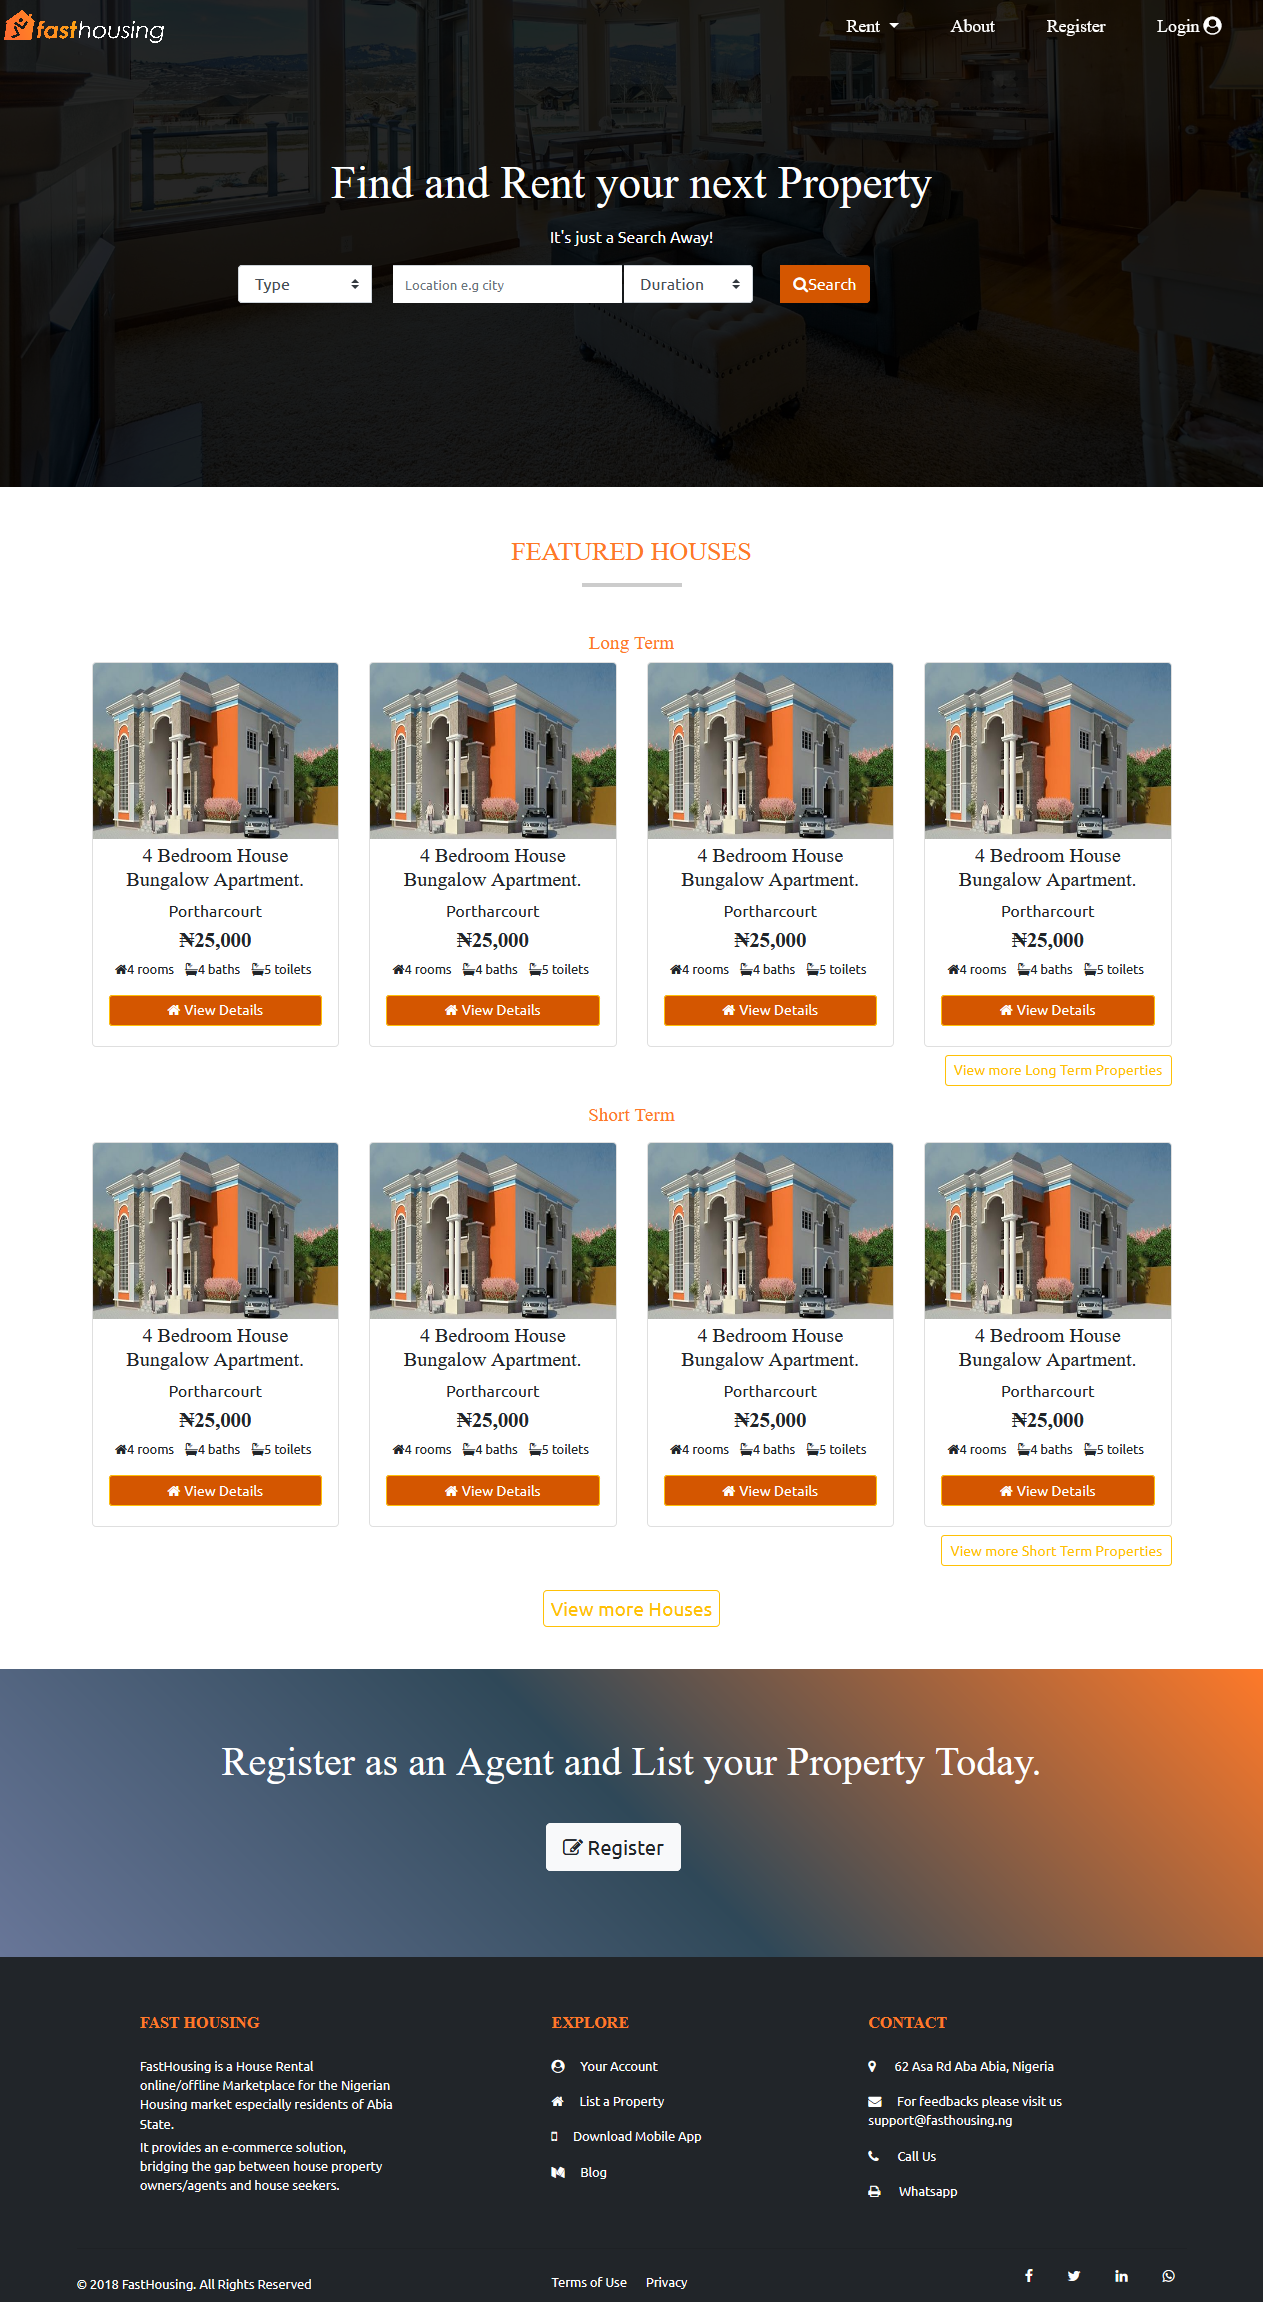 fasthousing
Rent
About
Register
Login
Find and Rent your next Property
It's just a Search Away!
Type
Location e.g city
Duration
Search
FEATURED HOUSES
Long Term
4 Bedroom House
Bungalow Apartment.
Portharcourt
₦25,000
4 rooms 4 baths 5 toilets
View Details
4 Bedroom House
Bungalow Apartment.
Portharcourt
₦25,000
4 rooms 4 baths 5 toilets
View Details
4 Bedroom House
Bungalow Apartment.
Portharcourt
₦25,000
4 rooms 4 baths 5 toilets
View Details
4 Bedroom House
Bungalow Apartment.
Portharcourt
₦25,000
4 rooms 4 baths 5 toilets
View Details
View more Long Term Properties
Short Term
4 Bedroom House
Bungalow Apartment.
Portharcourt
₦25,000
4 rooms 4 baths 5 toilets
View Details
4 Bedroom House
Bungalow Apartment.
Portharcourt
₦25,000
4 rooms 4 baths 5 toilets
View Details
4 Bedroom House
Bungalow Apartment.
Portharcourt
₦25,000
4 rooms 4 baths 5 toilets
View Details
4 Bedroom House
Bungalow Apartment.
Portharcourt
₦25,000
4 rooms 4 baths 5 toilets
View Details
View more Short Term Properties
View more Houses
Register as an Agent and List your Property Today.
Register
FAST HOUSING
FastHousing is a House Rental
online/offline Marketplace for the Nigerian
Housing market especially residents of Abia
State.
It provides an e-commerce solution,
bridging the gap between house property
owners/agents and house seekers.
EXPLORE
Your Account
List a Property
Download Mobile App
Blog
CONTACT
62 Asa Rd Aba Abia, Nigeria
For feedbacks please visit us
support@fasthousing.ng
Call Us
Whatsapp
© 2018 FastHousing. All Rights Reserved
Terms of Use
Privacy